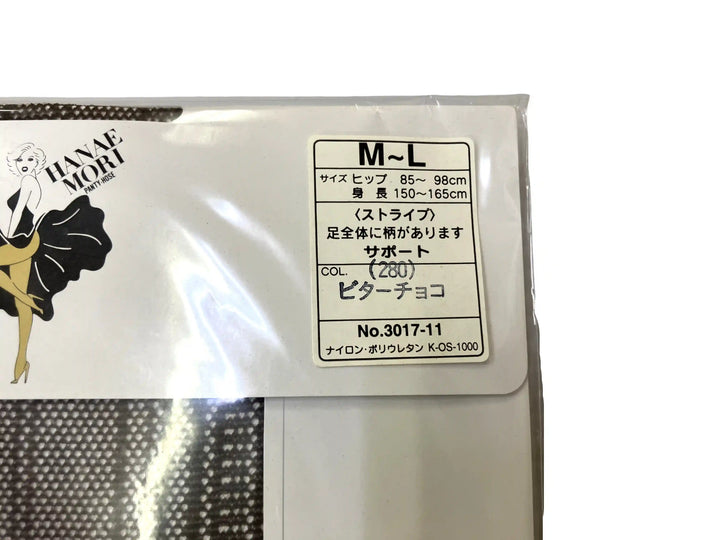 HANAE
MORI
PANTY-HOSE
M~L
サイズ ヒップ 85~ 98cm
身 長 150~165cm
〈ストライプ〉
足全体に柄があります
サポート
COL. (280)
ビターチョコ
No.3017-11
ナイロン・ポリウレタン K-OS-1000